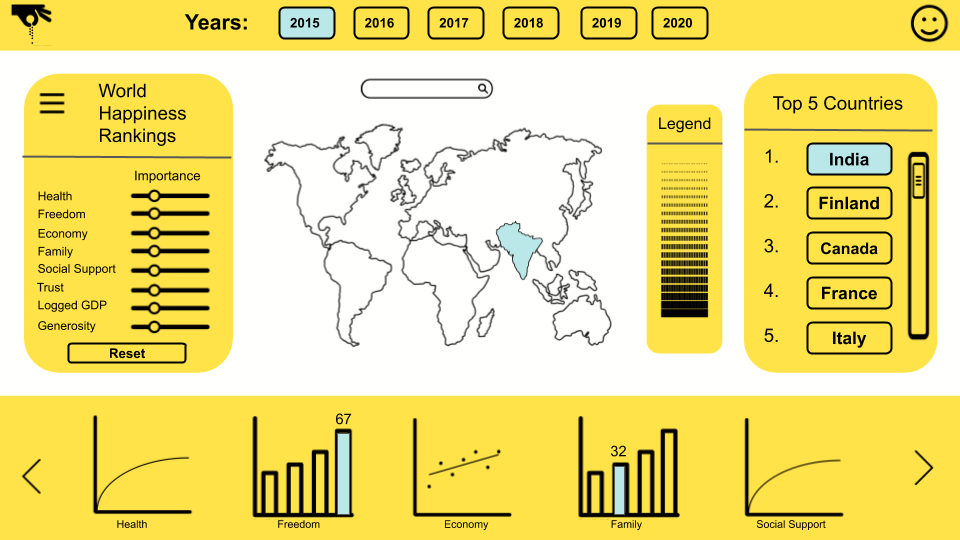 Years:
2015
2016
2017
2018
2019
2020
World
Happiness
Rankings
Importance
Health
Freedom
Economy
Family
Social Support
Trust
Logged GDP
Generosity
Reset
Legend
Top 5 Countries
1. India
2. Finland
3. Canada
4. France
5. Italy
67
32
Health
Freedom
Economy
Family
Social Support